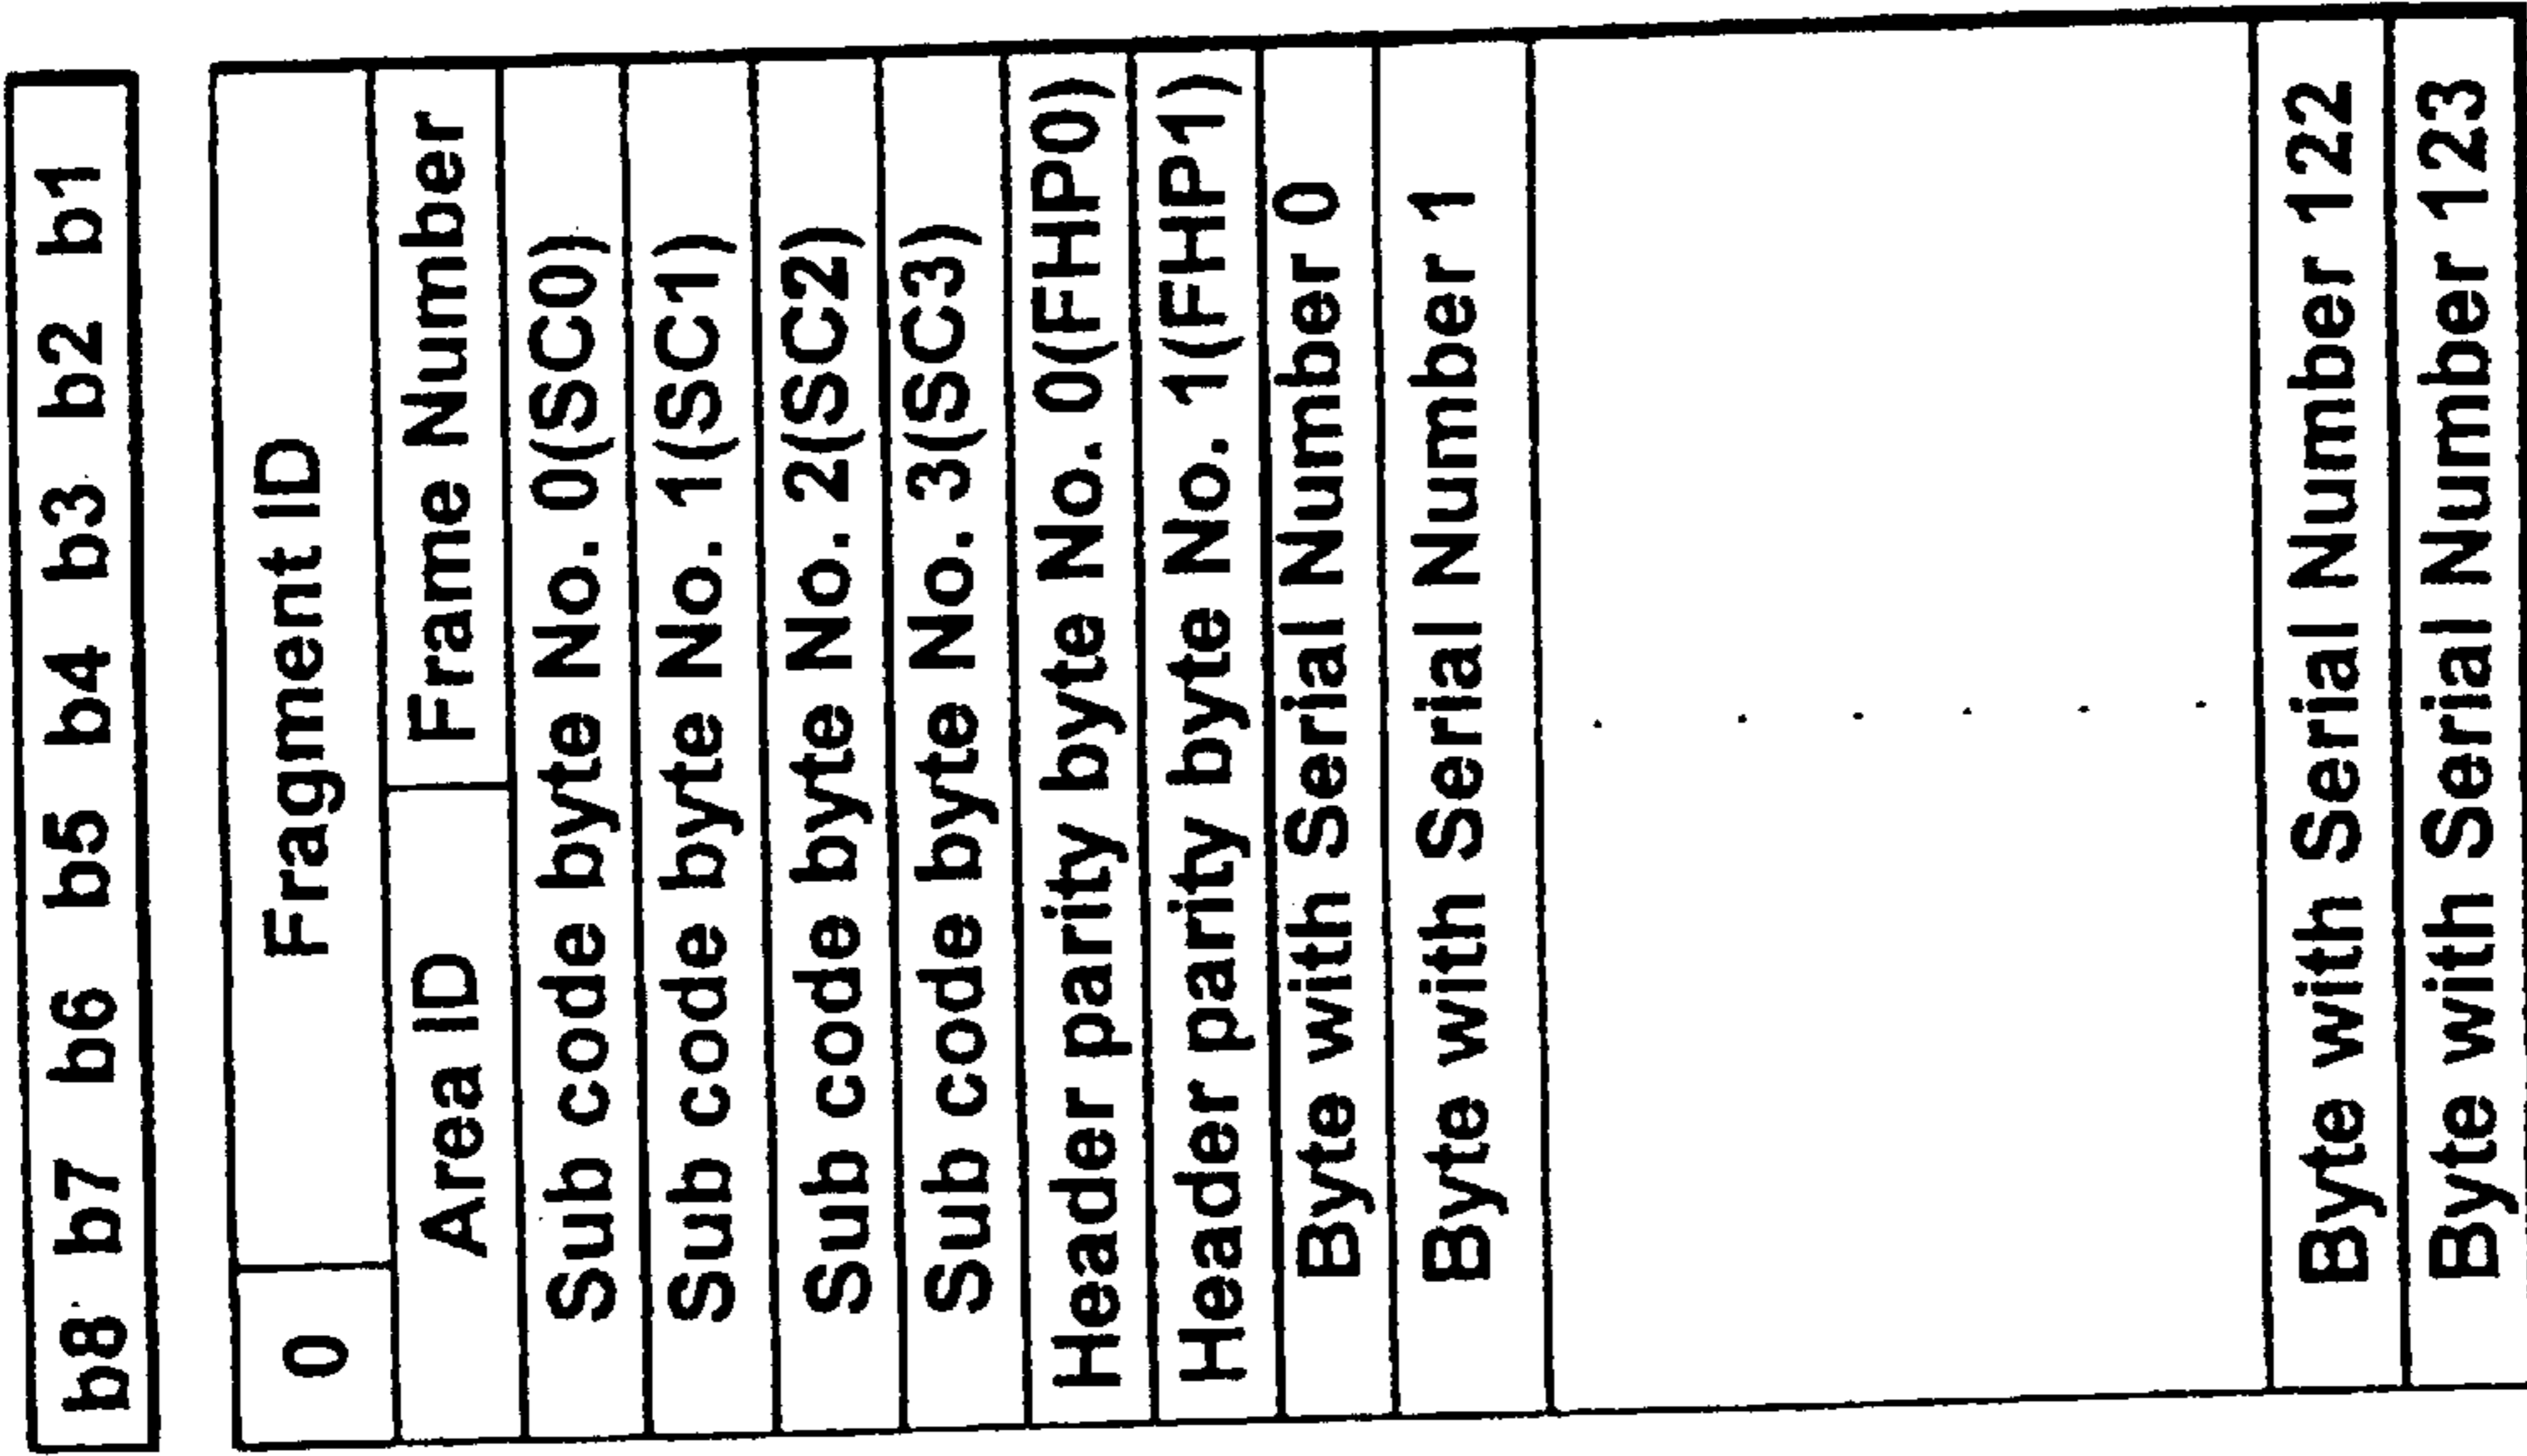 b8 b7 b6 b5 b4 b3 b2 b1
0 Fragment ID
Area ID Frame Number
Sub code byte No. 0(SC0)
Sub code byte No. 1(SC1)
Sub code byte No. 2(SC2)
Sub code byte No. 3(SC3)
Header parity byte No. 0(FHP0)
Header parity byte No. 1(FHP1)
Byte with Serial Number 0
Byte with Serial Number 1
. . . . . .
Byte with Serial Number 122
Byte with Serial Number 123